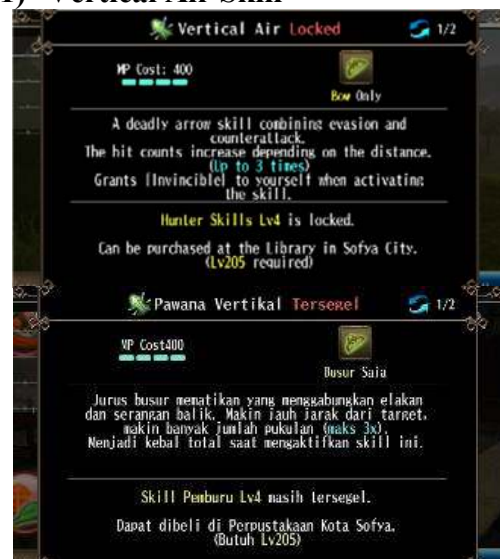 1) Vertical Air Skill
Vertical Air Locked 1/2
MP Cost: 400
Bow Only
A deadly arrow skill combining evasion and
counterattack.
The hit counts increase depending on the distance.
(Up to 3 times)
Grants [Invincible] to yourself when activating
the skill.
Hunter Skills Lv4 is locked.
Can be purchased at the Library in Sofya City.
(Lv205 required)
Pawana Vertikal Tersegel 1/2
MP Cost400
Busur Saja
Jurus busur mematikan yang menggabungkan elakan
dan serangan balik. Makin jauh jarak dari target,
makin banyak jumlah pukulan (maks 3x).
Menjadi kebal total saat mengaktifkan skill ini.
Skill Pemburu Lv4 masih tersegel.
Dapat dibeli di Perpustakaan Kota Sofya.
(Butuh Lv205)